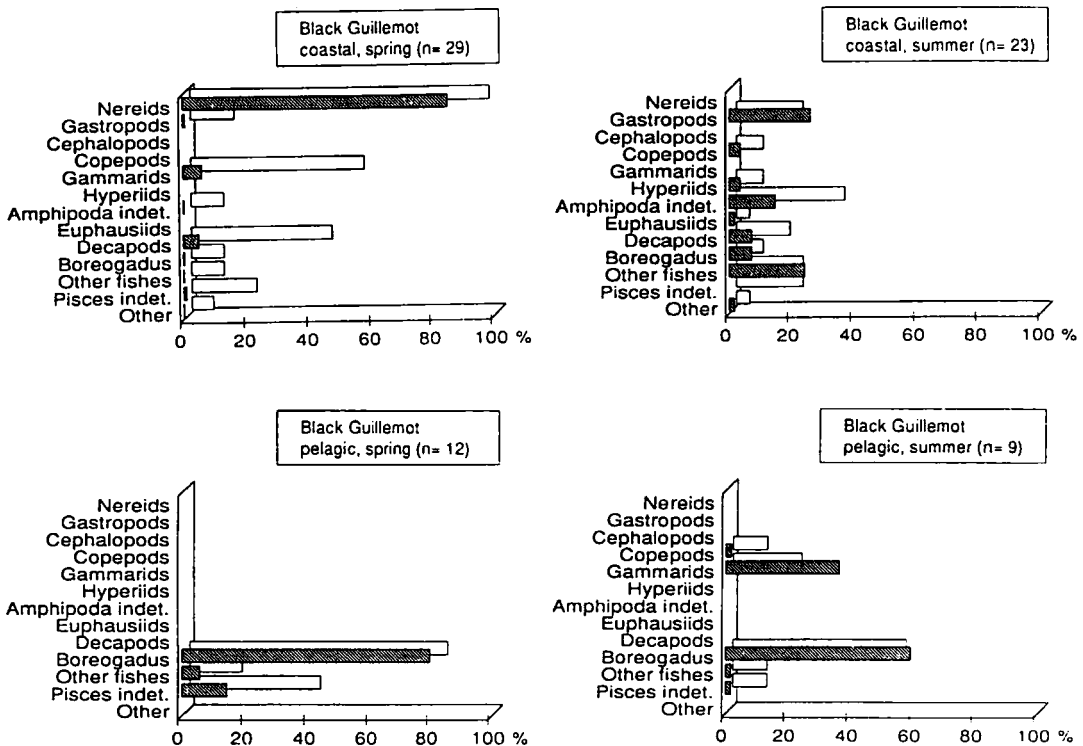 Black Guillemot
coastal, spring (n= 29)
Nereids
Gastropods
Cephalopods
Copepods
Gammarids
Hyperiids
Amphipoda indet.
Euphausiids
Decapods
Boreogadus
Other fishes
Pisces indet.
Other
0 20 40 60 80 100 %
Black Guillemot
coastal, summer (n= 23)
Nereids
Gastropods
Cephalopods
Copepods
Gammarids
Hyperiids
Amphipoda indet.
Euphausiids
Decapods
Boreogadus
Other fishes
Pisces indet.
Other
0 20 40 60 80 100 %
Black Guillemot
pelagic, spring (n= 12)
Nereids
Gastropods
Cephalopods
Copepods
Gammarids
Hyperiids
Amphipoda indet.
Euphausiids
Decapods
Boreogadus
Other fishes
Pisces indet.
Other
0 20 40 60 80 100 %
Black Guillemot
pelagic, summer (n= 9)
Nereids
Gastropods
Cephalopods
Copepods
Gammarids
Hyperiids
Amphipoda indet.
Euphausiids
Decapods
Boreogadus
Other fishes
Pisces indet.
Other
0 20 40 60 80 100 %